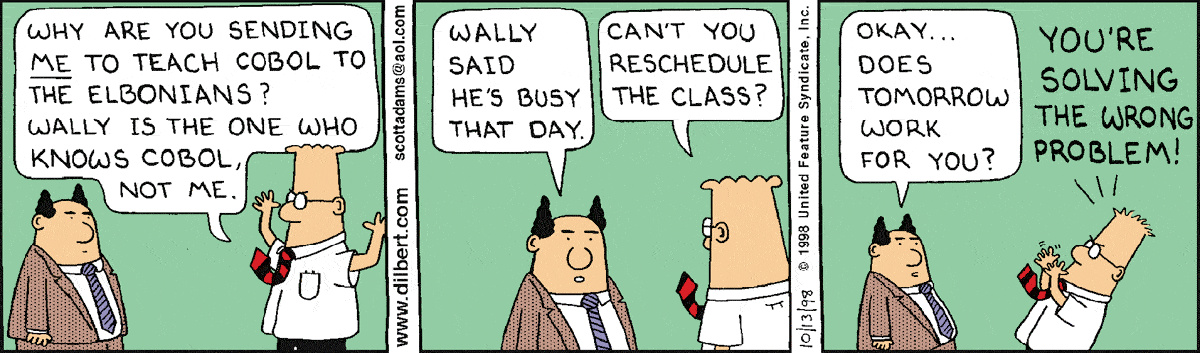 WHY ARE YOU SENDING
ME TO TEACH COBOL TO
THE ELBONIANS?
WALLY IS THE ONE WHO
KNOWS COBOL,
NOT ME.
scottadams@aol.com
www.dilbert.com
WALLY
SAID
HE'S BUSY
THAT DAY.
CAN'T YOU
RESCHEDULE
THE CLASS?
10/13/98 © 1998 United Feature Syndicate, Inc.
OKAY...
DOES
TOMORROW
WORK
FOR YOU?
YOU'RE
SOLVING
THE WRONG
PROBLEM!